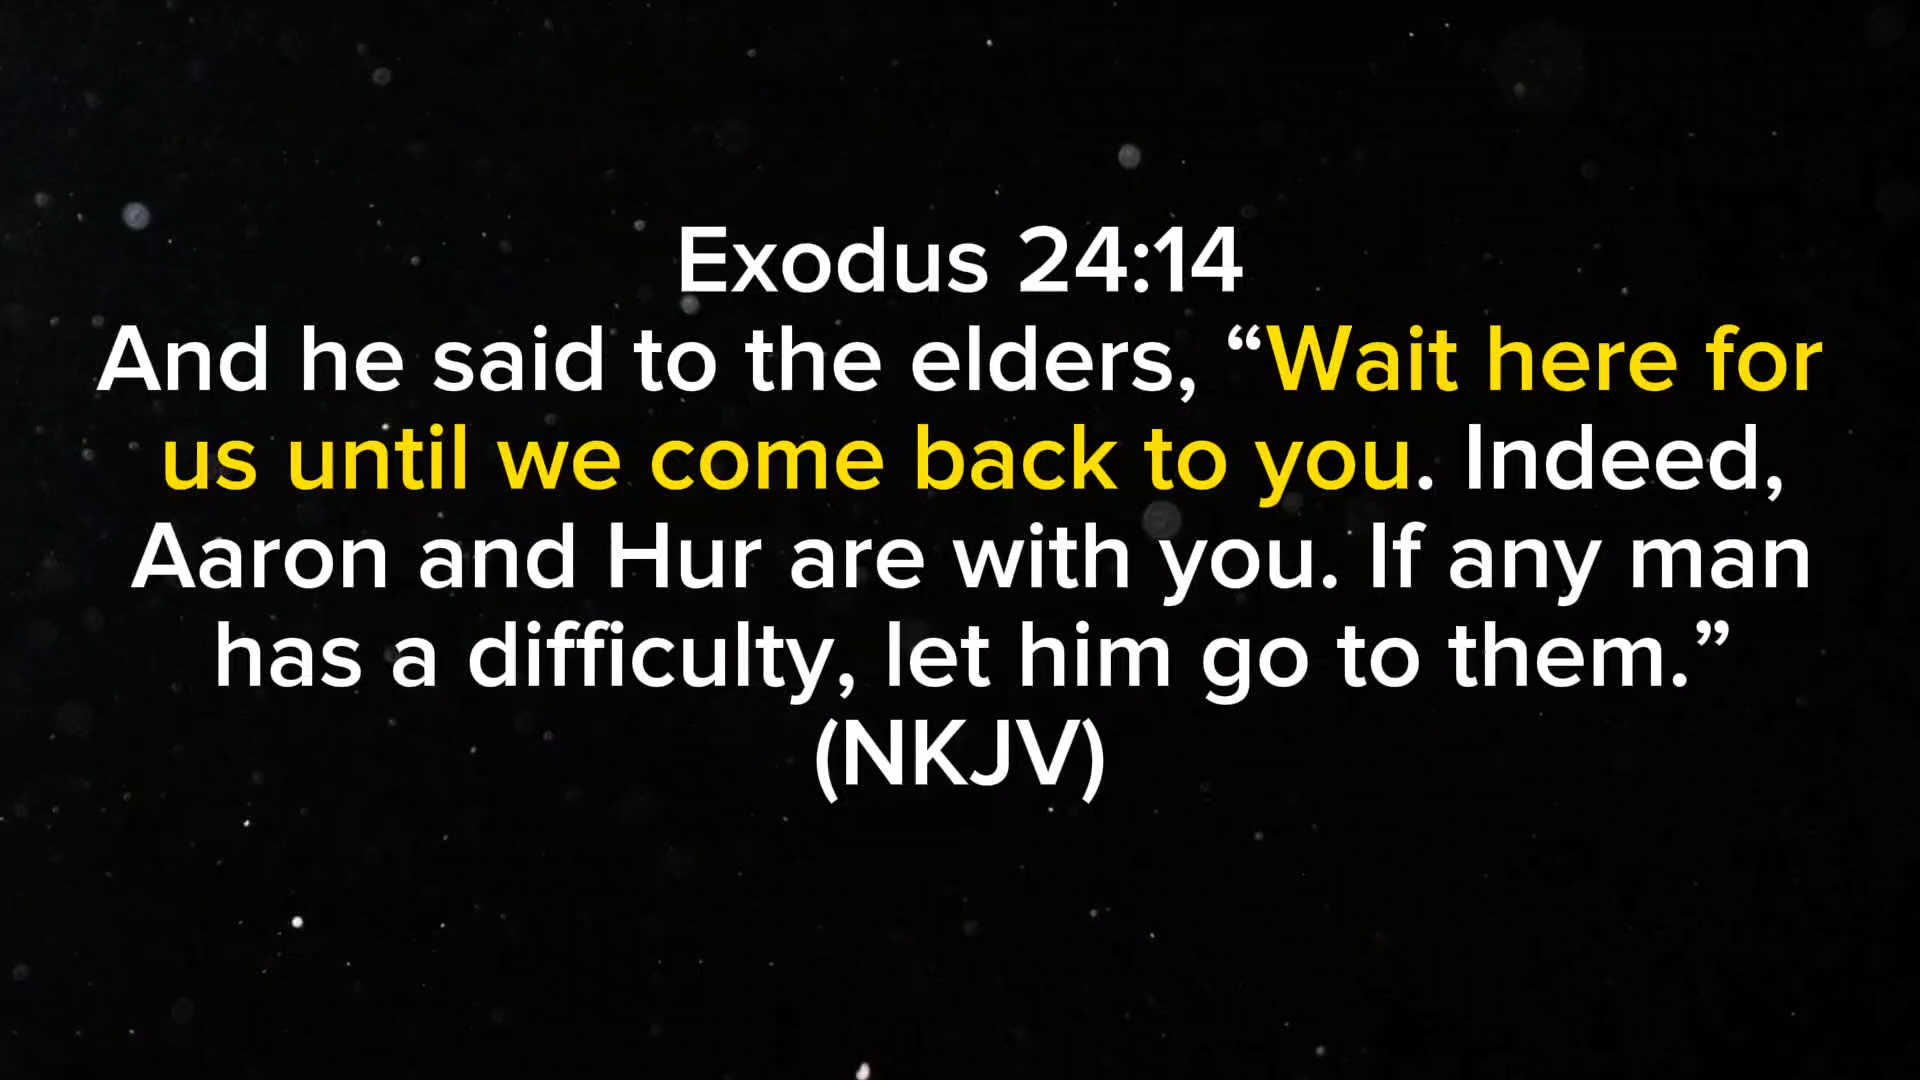 Exodus 24:14
And he said to the elders, “Wait here for
us until we come back to you. Indeed,
Aaron and Hur are with you. If any man
has a difficulty, let him go to them.”
(NKJV)